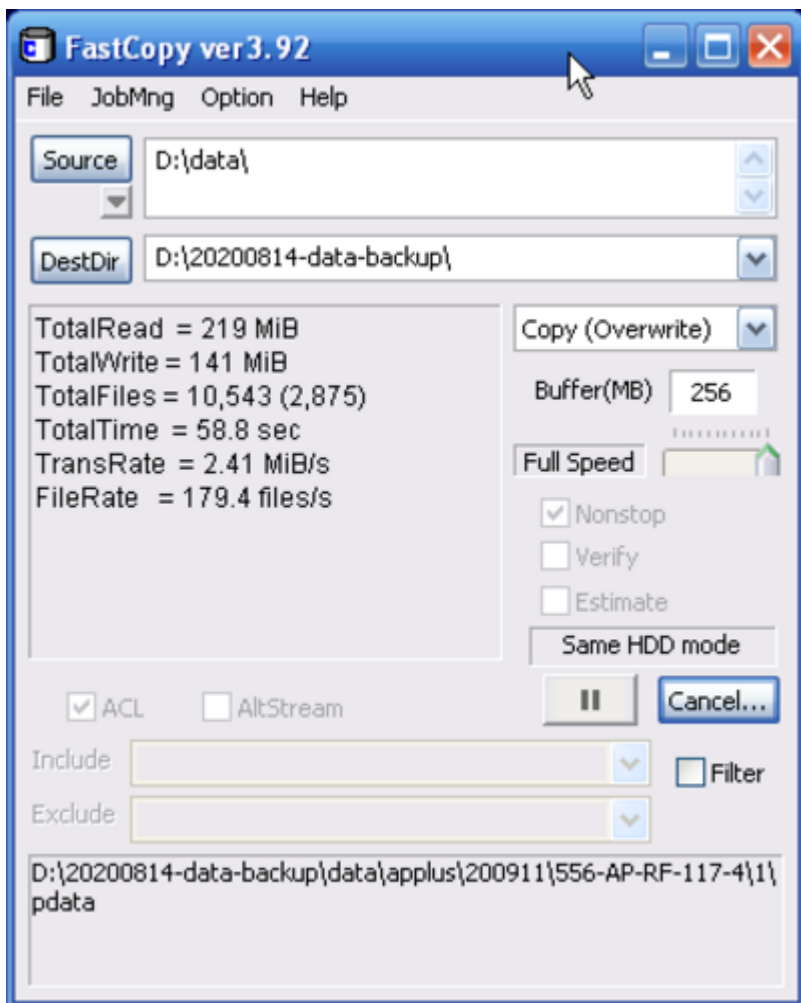 FastCopy ver3.92
File JobMng Option Help
Source D:\data\
DestDir D:\20200814-data-backup\
TotalRead = 219 MiB
TotalWrite = 141 MiB
TotalFiles = 10,543 (2,875)
TotalTime = 58.8 sec
TransRate = 2.41 MiB/s
FileRate = 179.4 files/s
Copy (Overwrite)
Buffer(MB) 256
Full Speed
Nonstop
Verify
Estimate
Same HDD mode
ACL AltStream
Cancel...
Include
Filter
Exclude
D:\20200814-data-backup\data\applus\200911\556-AP-RF-117-4\1\
pdata